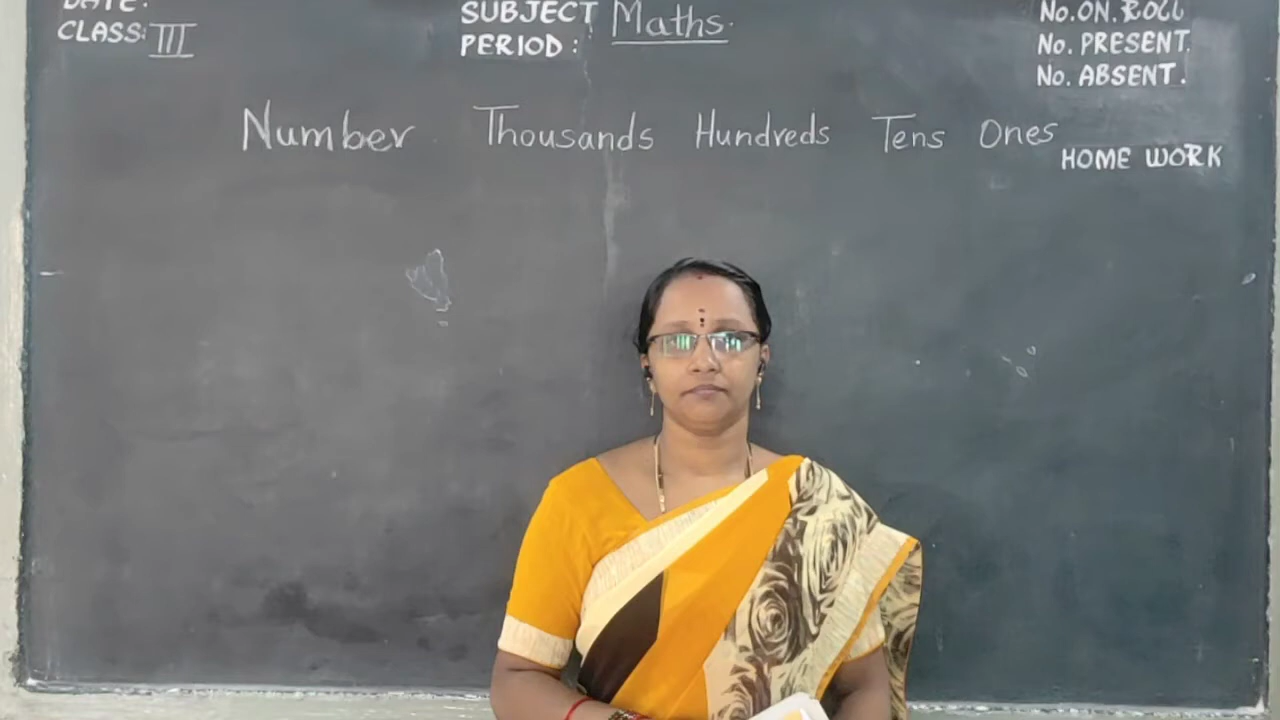 DATE:
CLASS: III
SUBJECT: Maths.
PERIOD:
No. ON. ROLL
No. PRESENT.
No. ABSENT.
Number Thousands Hundreds Tens Ones
HOME WORK